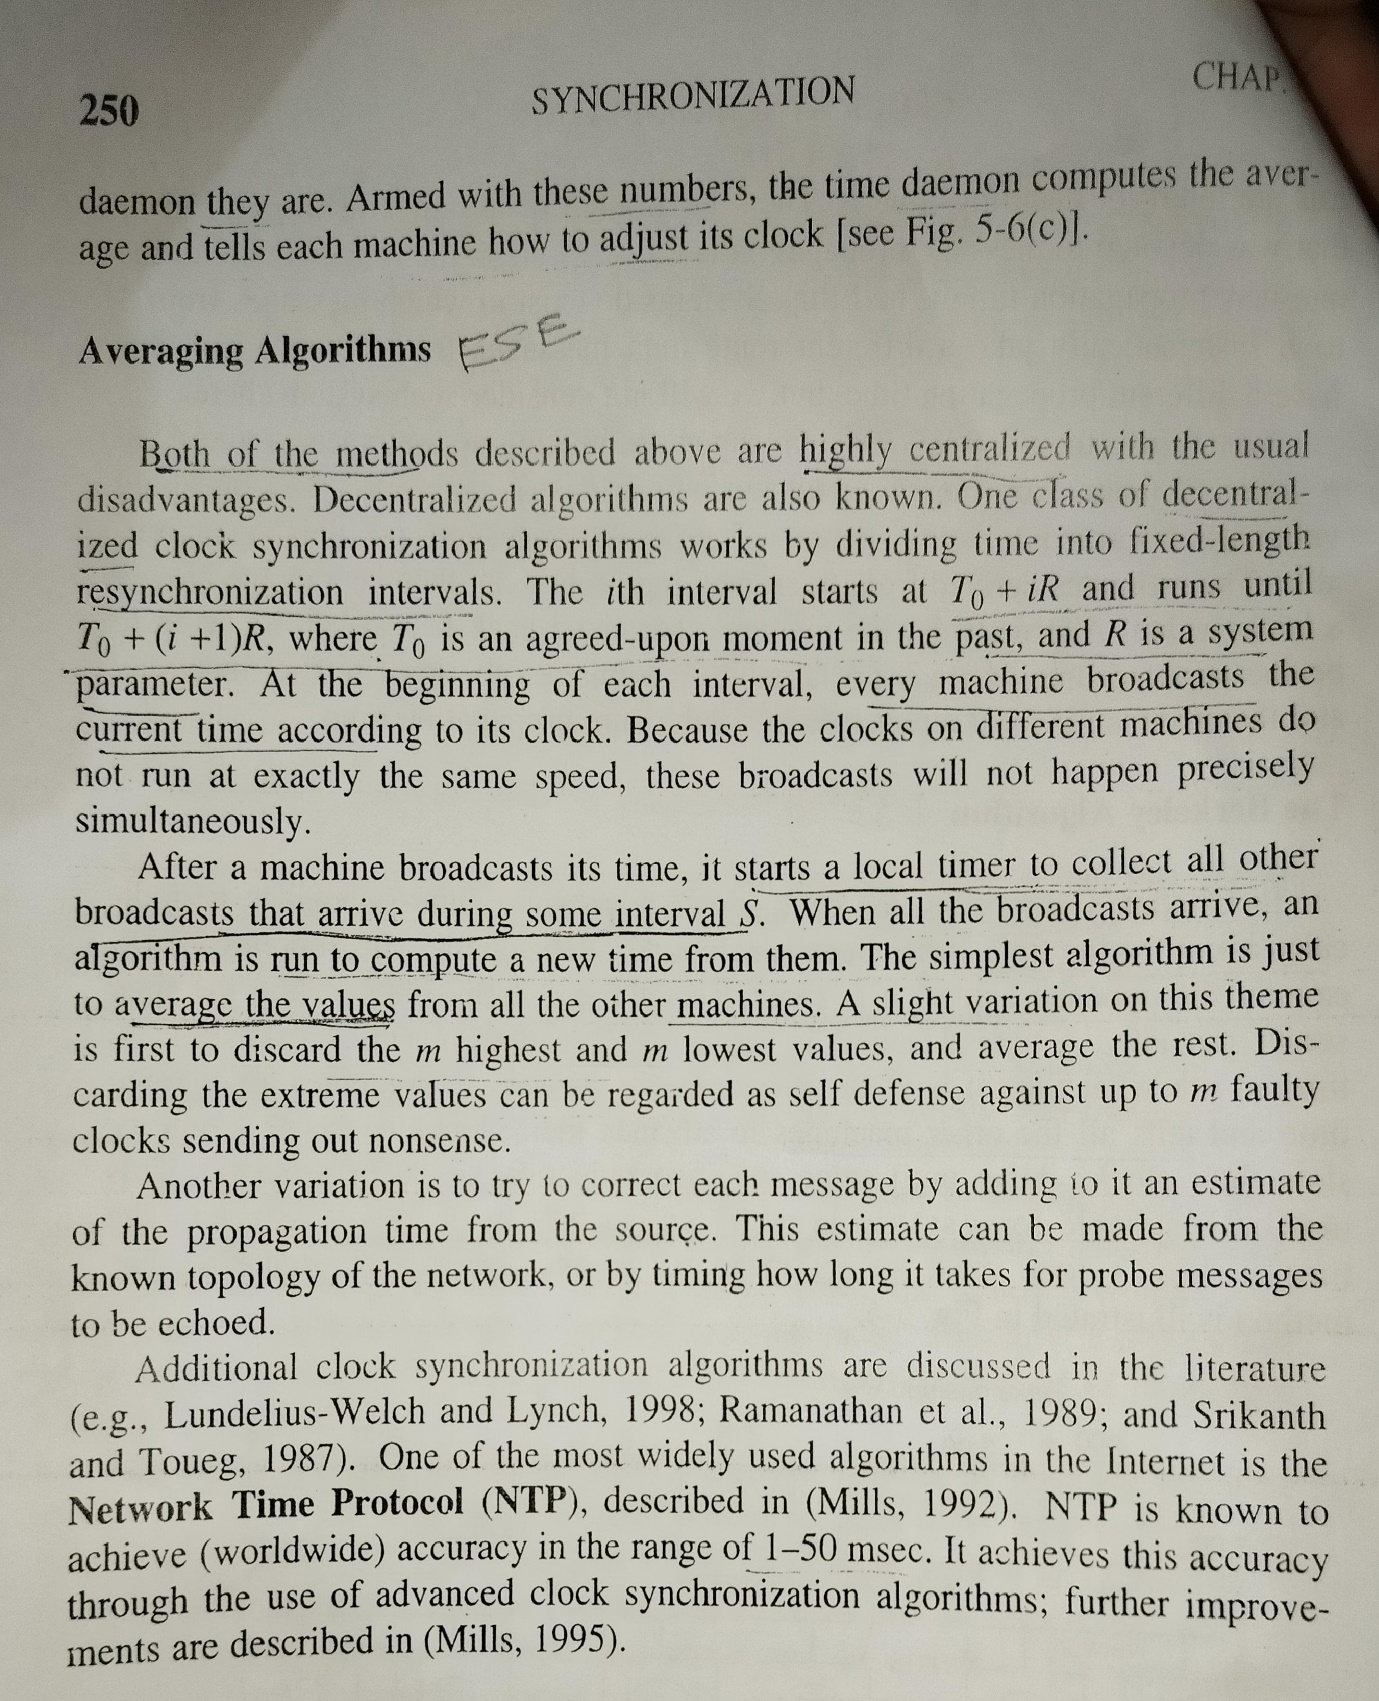 250 SYNCHRONIZATION CHAP.
daemon they are. Armed with these numbers, the time daemon computes the aver-
age and tells each machine how to adjust its clock [see Fig. 5-6(c)].
Averaging Algorithms ESE
Both of the methods described above are highly centralized with the usual
disadvantages. Decentralized algorithms are also known. One class of decentral-
ized clock synchronization algorithms works by dividing time into fixed-length
resynchronization intervals. The ith interval starts at T₀ + iR and runs until
T₀ + (i +1)R, where T₀ is an agreed-upon moment in the past, and R is a system
parameter. At the beginning of each interval, every machine broadcasts the
current time according to its clock. Because the clocks on different machines do
not run at exactly the same speed, these broadcasts will not happen precisely
simultaneously.
After a machine broadcasts its time, it starts a local timer to collect all other
broadcasts that arrive during some interval S. When all the broadcasts arrive, an
algorithm is run to compute a new time from them. The simplest algorithm is just
to average the values from all the other machines. A slight variation on this theme
is first to discard the m highest and m lowest values, and average the rest. Dis-
carding the extreme values can be regarded as self defense against up to m faulty
clocks sending out nonsense.
Another variation is to try to correct each message by adding to it an estimate
of the propagation time from the source. This estimate can be made from the
known topology of the network, or by timing how long it takes for probe messages
to be echoed.
Additional clock synchronization algorithms are discussed in the literature
(e.g., Lundelius-Welch and Lynch, 1998; Ramanathan et al., 1989; and Srikanth
and Toueg, 1987). One of the most widely used algorithms in the Internet is the
Network Time Protocol (NTP), described in (Mills, 1992). NTP is known to
achieve (worldwide) accuracy in the range of 1–50 msec. It achieves this accuracy
through the use of advanced clock synchronization algorithms; further improve-
ments are described in (Mills, 1995).